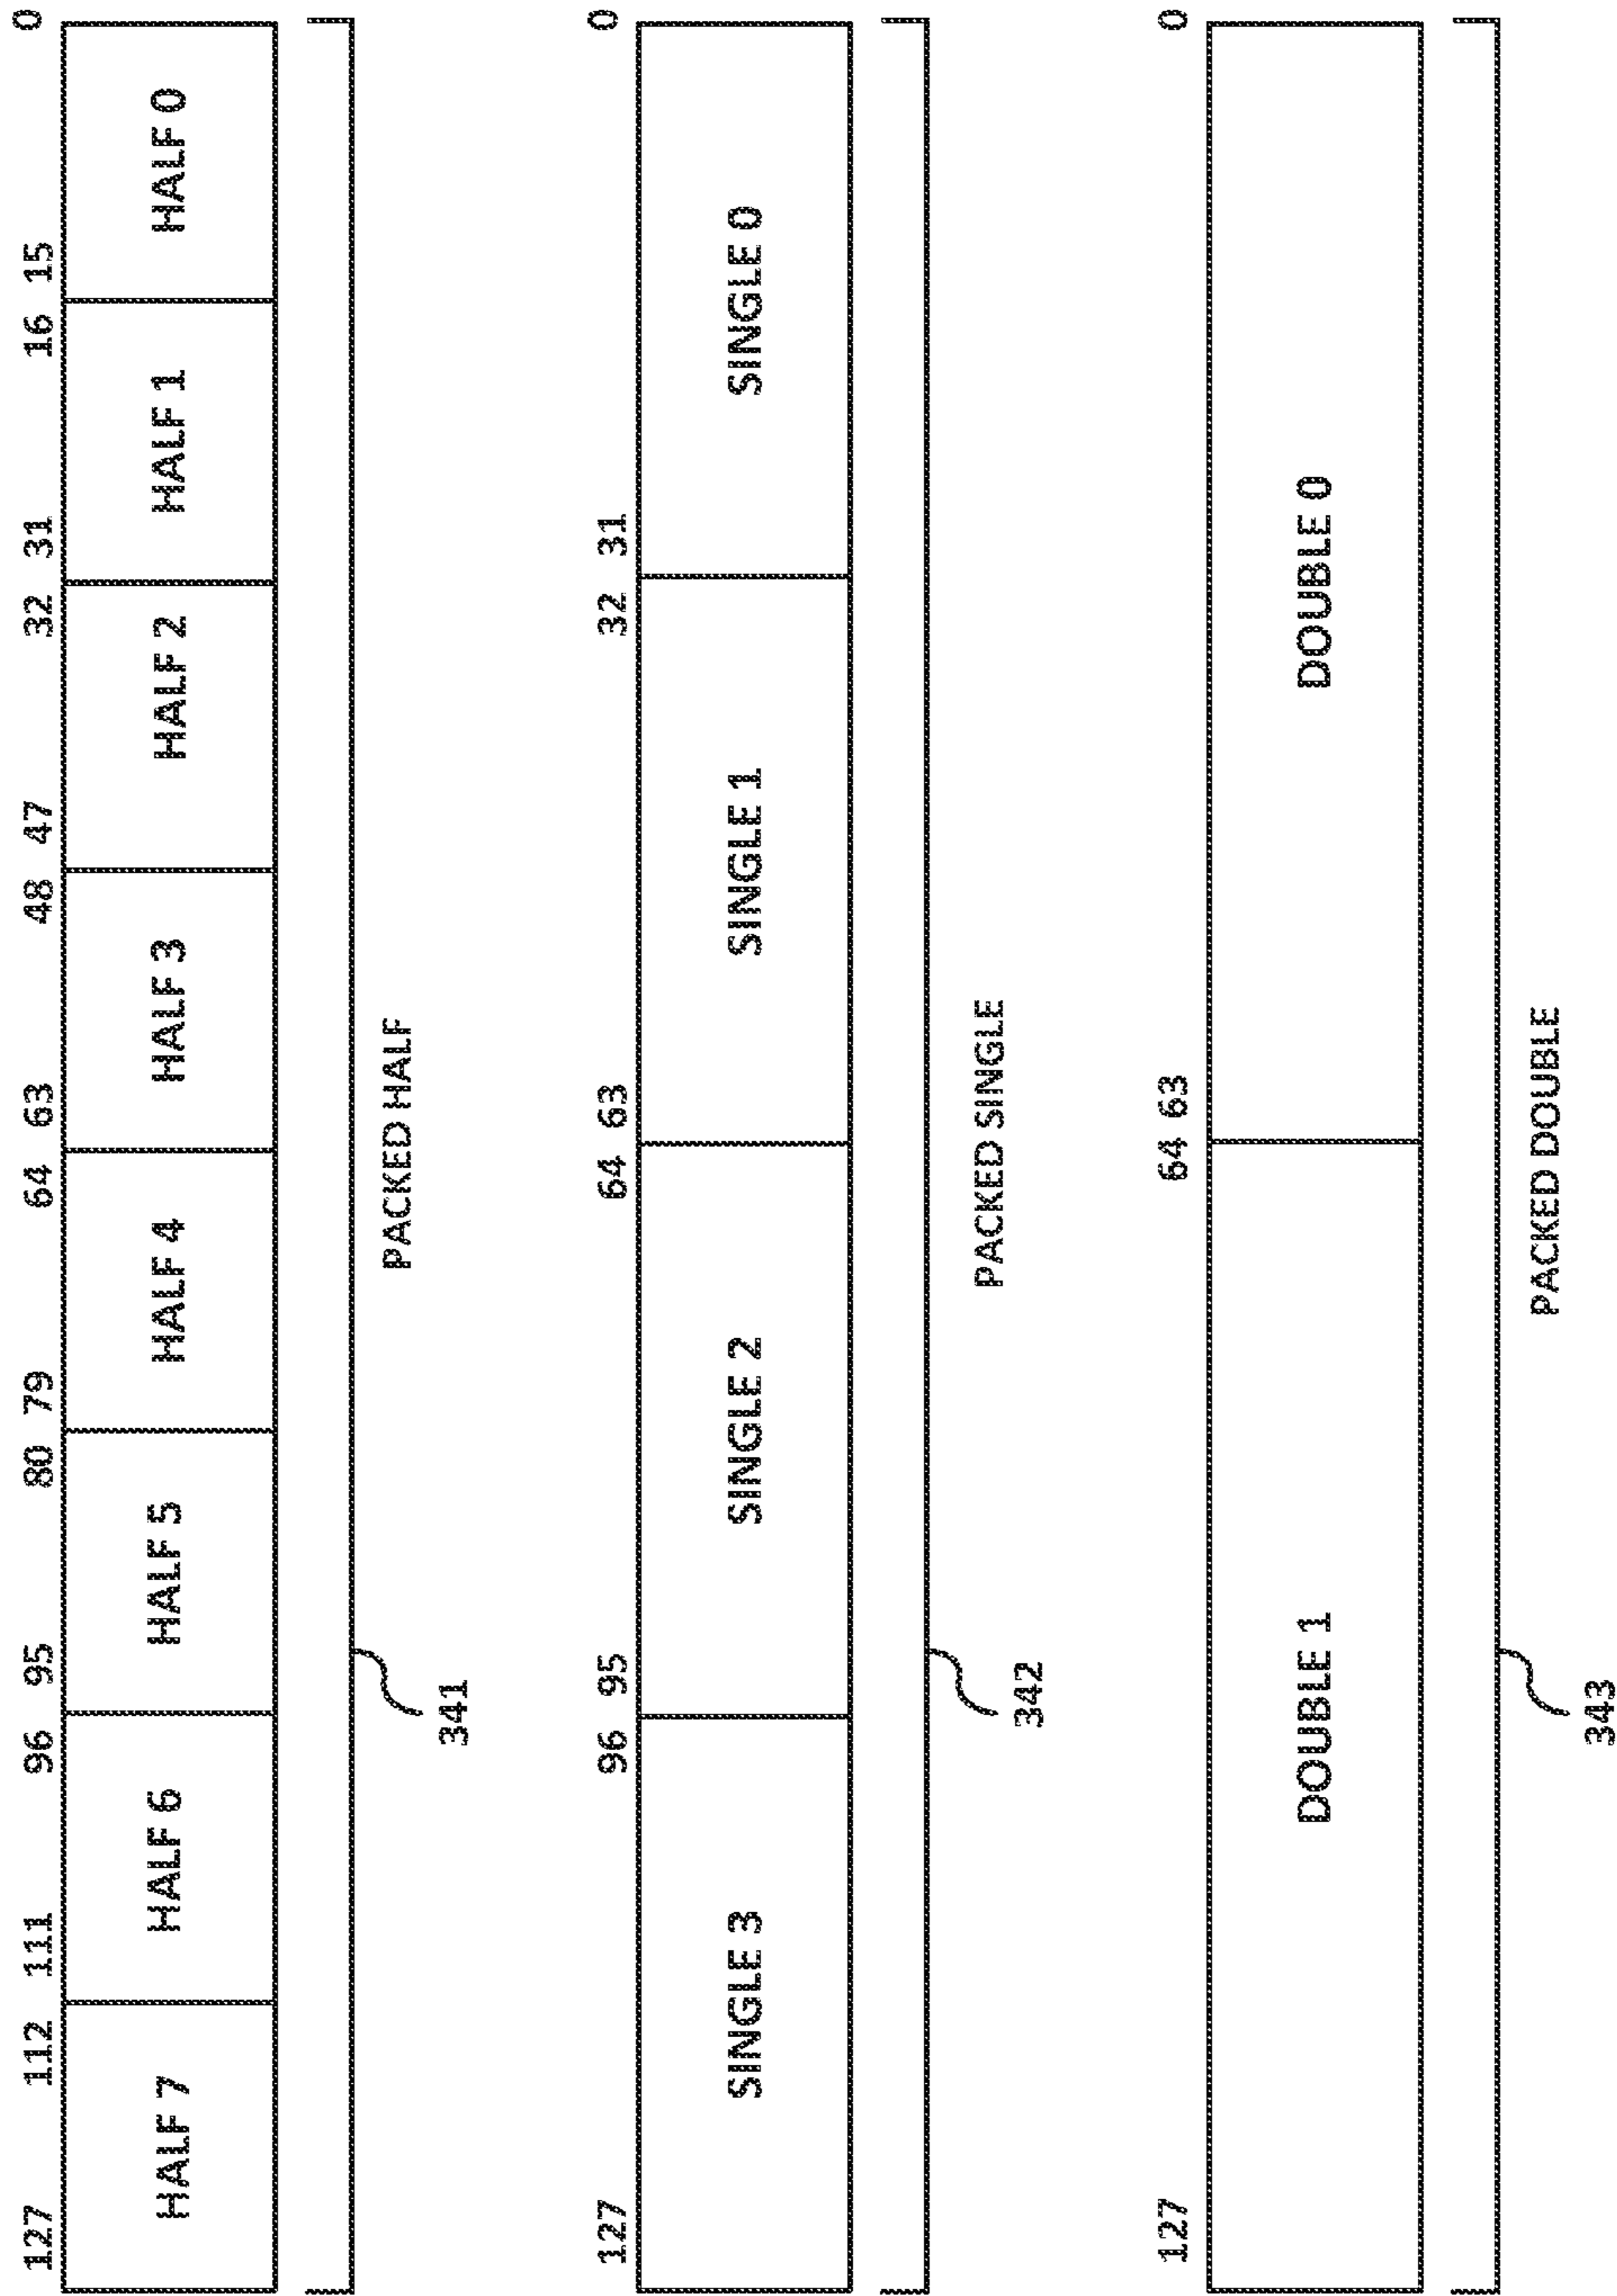 127 112 111 96 95 80 79 64 63 48 47 32 31 16 15 0
HALF 7 HALF 6 HALF 5 HALF 4 HALF 3 HALF 2 HALF 1 HALF 0
PACKED HALF
341
127 96 95 64 63 32 31 0
SINGLE 3 SINGLE 2 SINGLE 1 SINGLE 0
PACKED SINGLE
342
127 64 63 0
DOUBLE 1 DOUBLE 0
PACKED DOUBLE
343